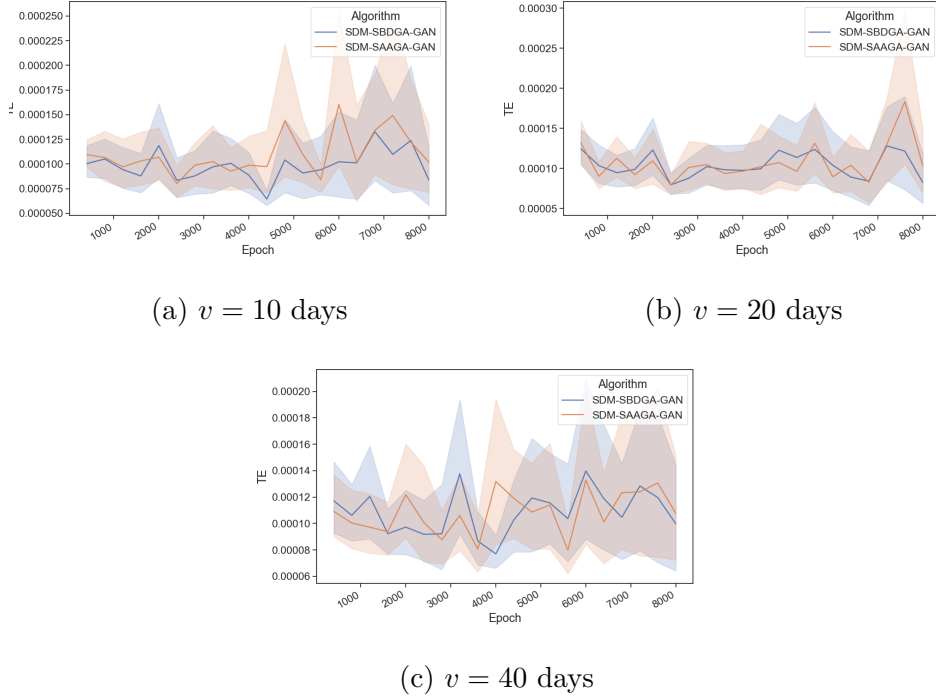 0.000250
0.000225
0.000200
0.000175
0.000150
0.000125
0.000100
0.000075
0.000050
TE
Algorithm
SDM-SBDGA-GAN
SDM-SAAGA-GAN
1000 2000 3000 4000 5000 6000 7000 8000
Epoch
(a) v = 10 days
0.00030
0.00025
0.00020
0.00015
0.00010
0.00005
TE
Algorithm
SDM-SBDGA-GAN
SDM-SAAGA-GAN
1000 2000 3000 4000 5000 6000 7000 8000
Epoch
(b) v = 20 days
0.00020
0.00018
0.00016
0.00014
0.00012
0.00010
0.00008
0.00006
TE
Algorithm
SDM-SBDGA-GAN
SDM-SAAGA-GAN
1000 2000 3000 4000 5000 6000 7000 8000
Epoch
(c) v = 40 days